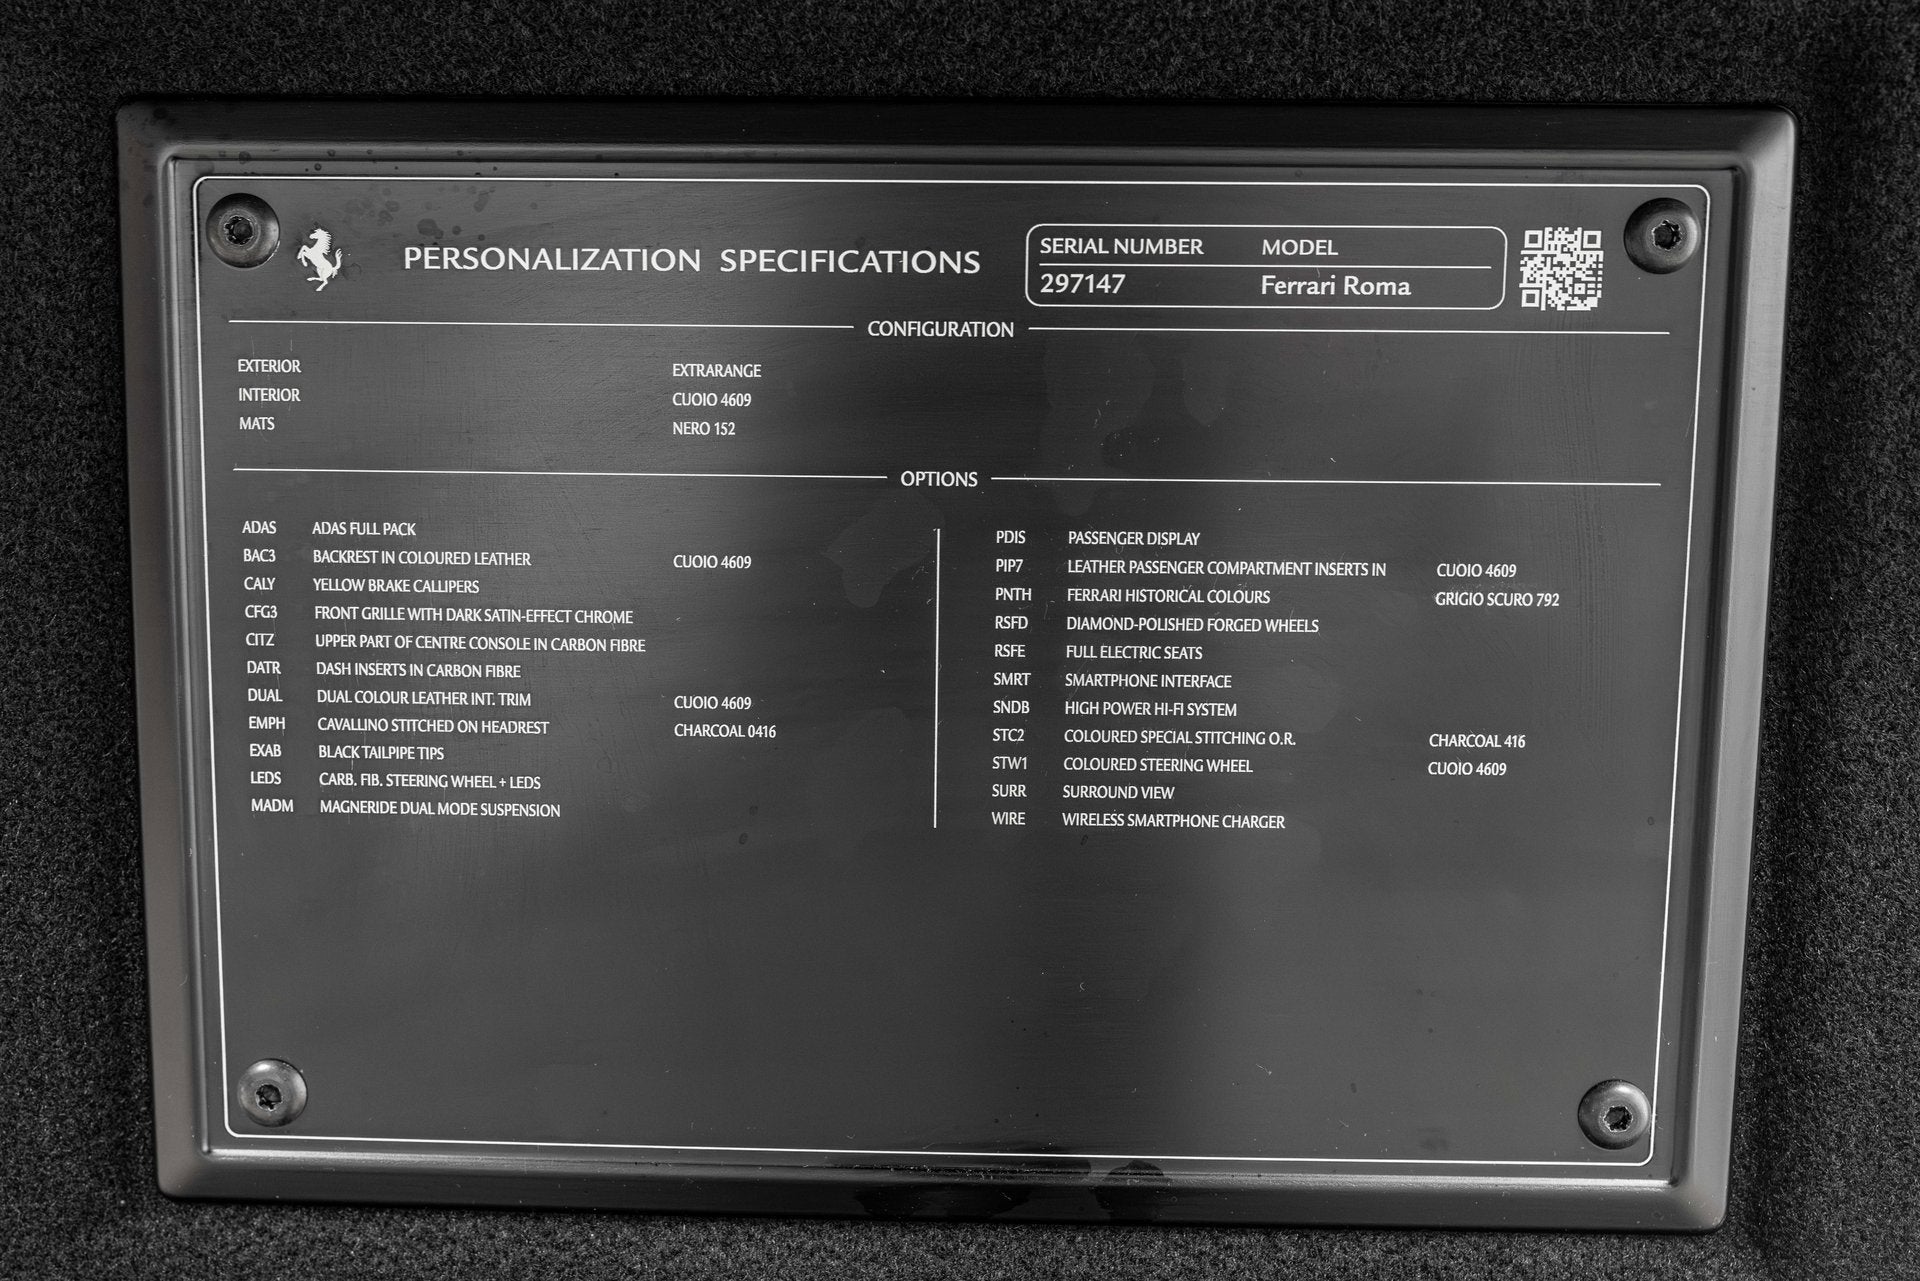 PERSONALIZATION SPECIFICATIONS
SERIAL NUMBER MODEL
297147 Ferrari Roma
CONFIGURATION
EXTERIOR EXTRARANGE
INTERIOR CUOIO 4609
MATS NERO 152
OPTIONS
ADAS ADAS FULL PACK
BAC3 BACKREST IN COLOURED LEATHER CUOIO 4609
CALY YELLOW BRAKE CALLIPERS
CFG3 FRONT GRILLE WITH DARK SATIN-EFFECT CHROME
CITZ UPPER PART OF CENTRE CONSOLE IN CARBON FIBRE
DATR DASH INSERTS IN CARBON FIBRE
DUAL DUAL COLOUR LEATHER INT. TRIM CUOIO 4609
EMPH CAVALLINO STITCHED ON HEADREST CHARCOAL 0416
EXAB BLACK TAILPIPE TIPS
LEDS CARB. FIB. STEERING WHEEL + LEDS
MADM MAGNERIDE DUAL MODE SUSPENSION
PDIS PASSENGER DISPLAY
PIP7 LEATHER PASSENGER COMPARTMENT INSERTS IN CUOIO 4609
PNTH FERRARI HISTORICAL COLOURS GRIGIO SCURO 792
RSFD DIAMOND-POLISHED FORGED WHEELS
RSFE FULL ELECTRIC SEATS
SMRT SMARTPHONE INTERFACE
SNDB HIGH POWER HI-FI SYSTEM
STC2 COLOURED SPECIAL STITCHING O.R. CHARCOAL 416
STW1 COLOURED STEERING WHEEL CUOIO 4609
SURR SURROUND VIEW
WIRE WIRELESS SMARTPHONE CHARGER